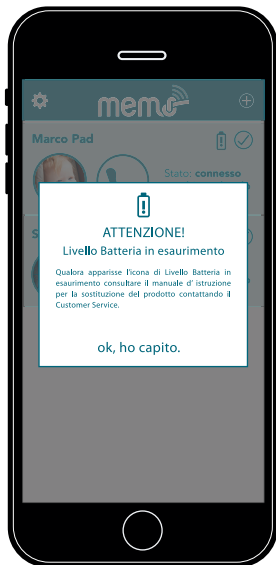 memo
Marco Pad
Stato: connesso
S
ATTENZIONE!
Livello Batteria in esaurimento
Qualora apparisse l'icona di Livello Batteria in
esaurimento consultare il manuale d' istruzione
per la sostituzione del prodotto contattando il
Customer Service.
ok, ho capito.